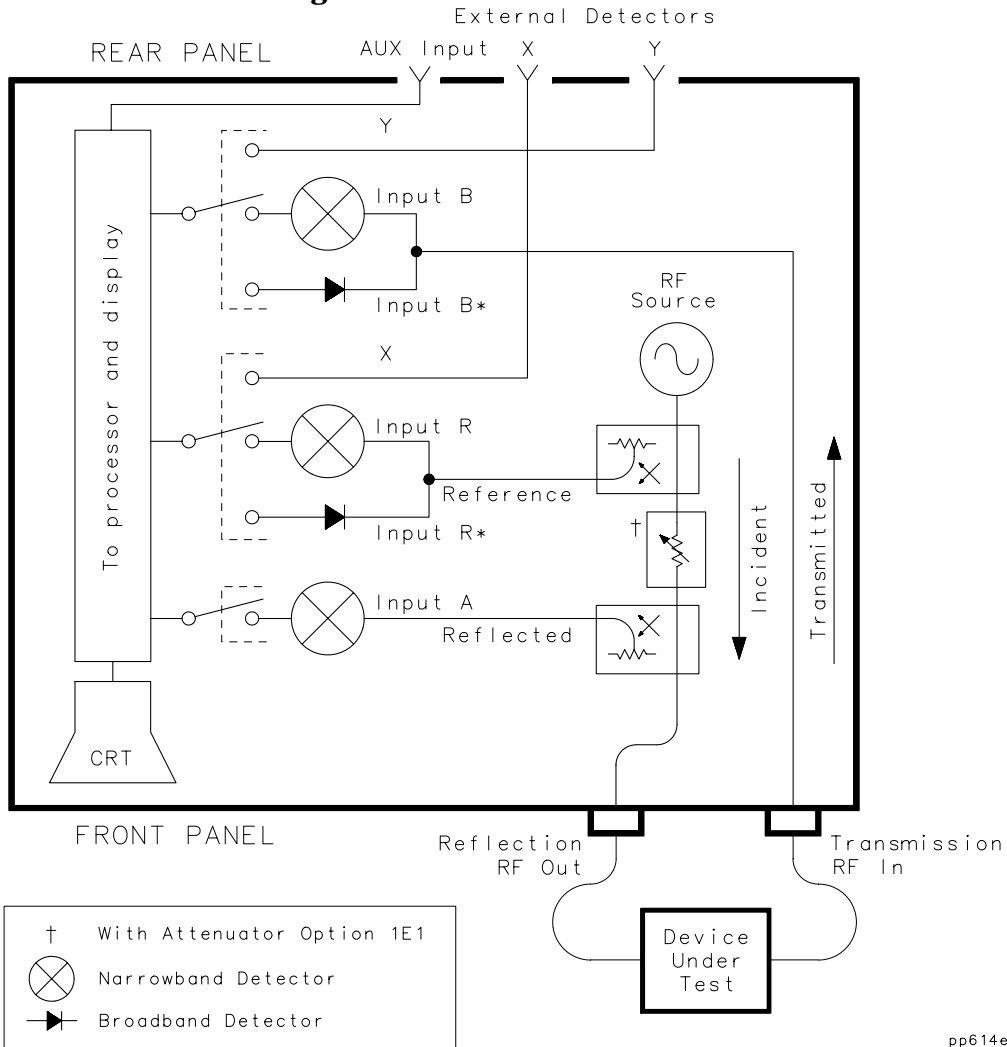 External Detectors
REAR PANEL
AUX Input
X
Y
Y
Input B
Input B*
To processor and display
RF
Source
X
Input R
Reference
Input R*
†
Incident
Transmitted
Input A
Reflected
CRT
FRONT PANEL
Reflection
RF Out
Transmission
RF In
Device
Under
Test
† With Attenuator Option 1E1
Narrowband Detector
Broadband Detector
pp614e